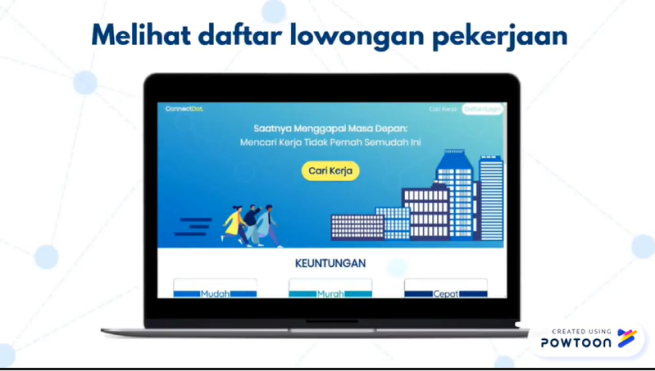 Melihat daftar lowongan pekerjaan
ConnectDot.
Cari Kerja
Saatnya Menggapai Masa Depan:
Mencari Kerja Tidak Pernah Semudah Ini
Cari Kerja
KEUNTUNGAN
Mudah Murah Cepat
CREATED USING
POWTOON